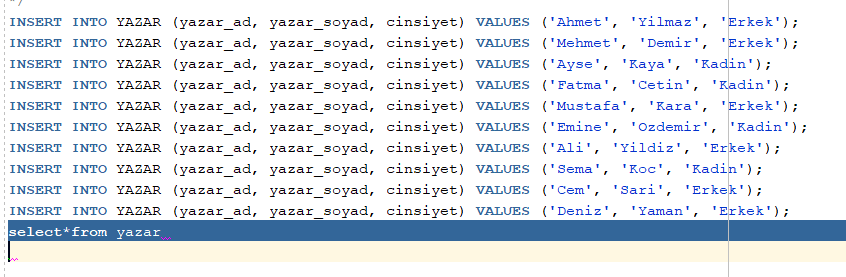 */
INSERT INTO YAZAR (yazar_ad, yazar_soyad, cinsiyet) VALUES ('Ahmet', 'Yilmaz', 'Erkek');
INSERT INTO YAZAR (yazar_ad, yazar_soyad, cinsiyet) VALUES ('Mehmet', 'Demir', 'Erkek');
INSERT INTO YAZAR (yazar_ad, yazar_soyad, cinsiyet) VALUES ('Ayse', 'Kaya', 'Kadin');
INSERT INTO YAZAR (yazar_ad, yazar_soyad, cinsiyet) VALUES ('Fatma', 'Cetin', 'Kadin');
INSERT INTO YAZAR (yazar_ad, yazar_soyad, cinsiyet) VALUES ('Mustafa', 'Kara', 'Erkek');
INSERT INTO YAZAR (yazar_ad, yazar_soyad, cinsiyet) VALUES ('Emine', 'Ozdemir', 'Kadin');
INSERT INTO YAZAR (yazar_ad, yazar_soyad, cinsiyet) VALUES ('Ali', 'Yildiz', 'Erkek');
INSERT INTO YAZAR (yazar_ad, yazar_soyad, cinsiyet) VALUES ('Sema', 'Koc', 'Kadin');
INSERT INTO YAZAR (yazar_ad, yazar_soyad, cinsiyet) VALUES ('Cem', 'Sari', 'Erkek');
INSERT INTO YAZAR (yazar_ad, yazar_soyad, cinsiyet) VALUES ('Deniz', 'Yaman', 'Erkek');
select*from yazar